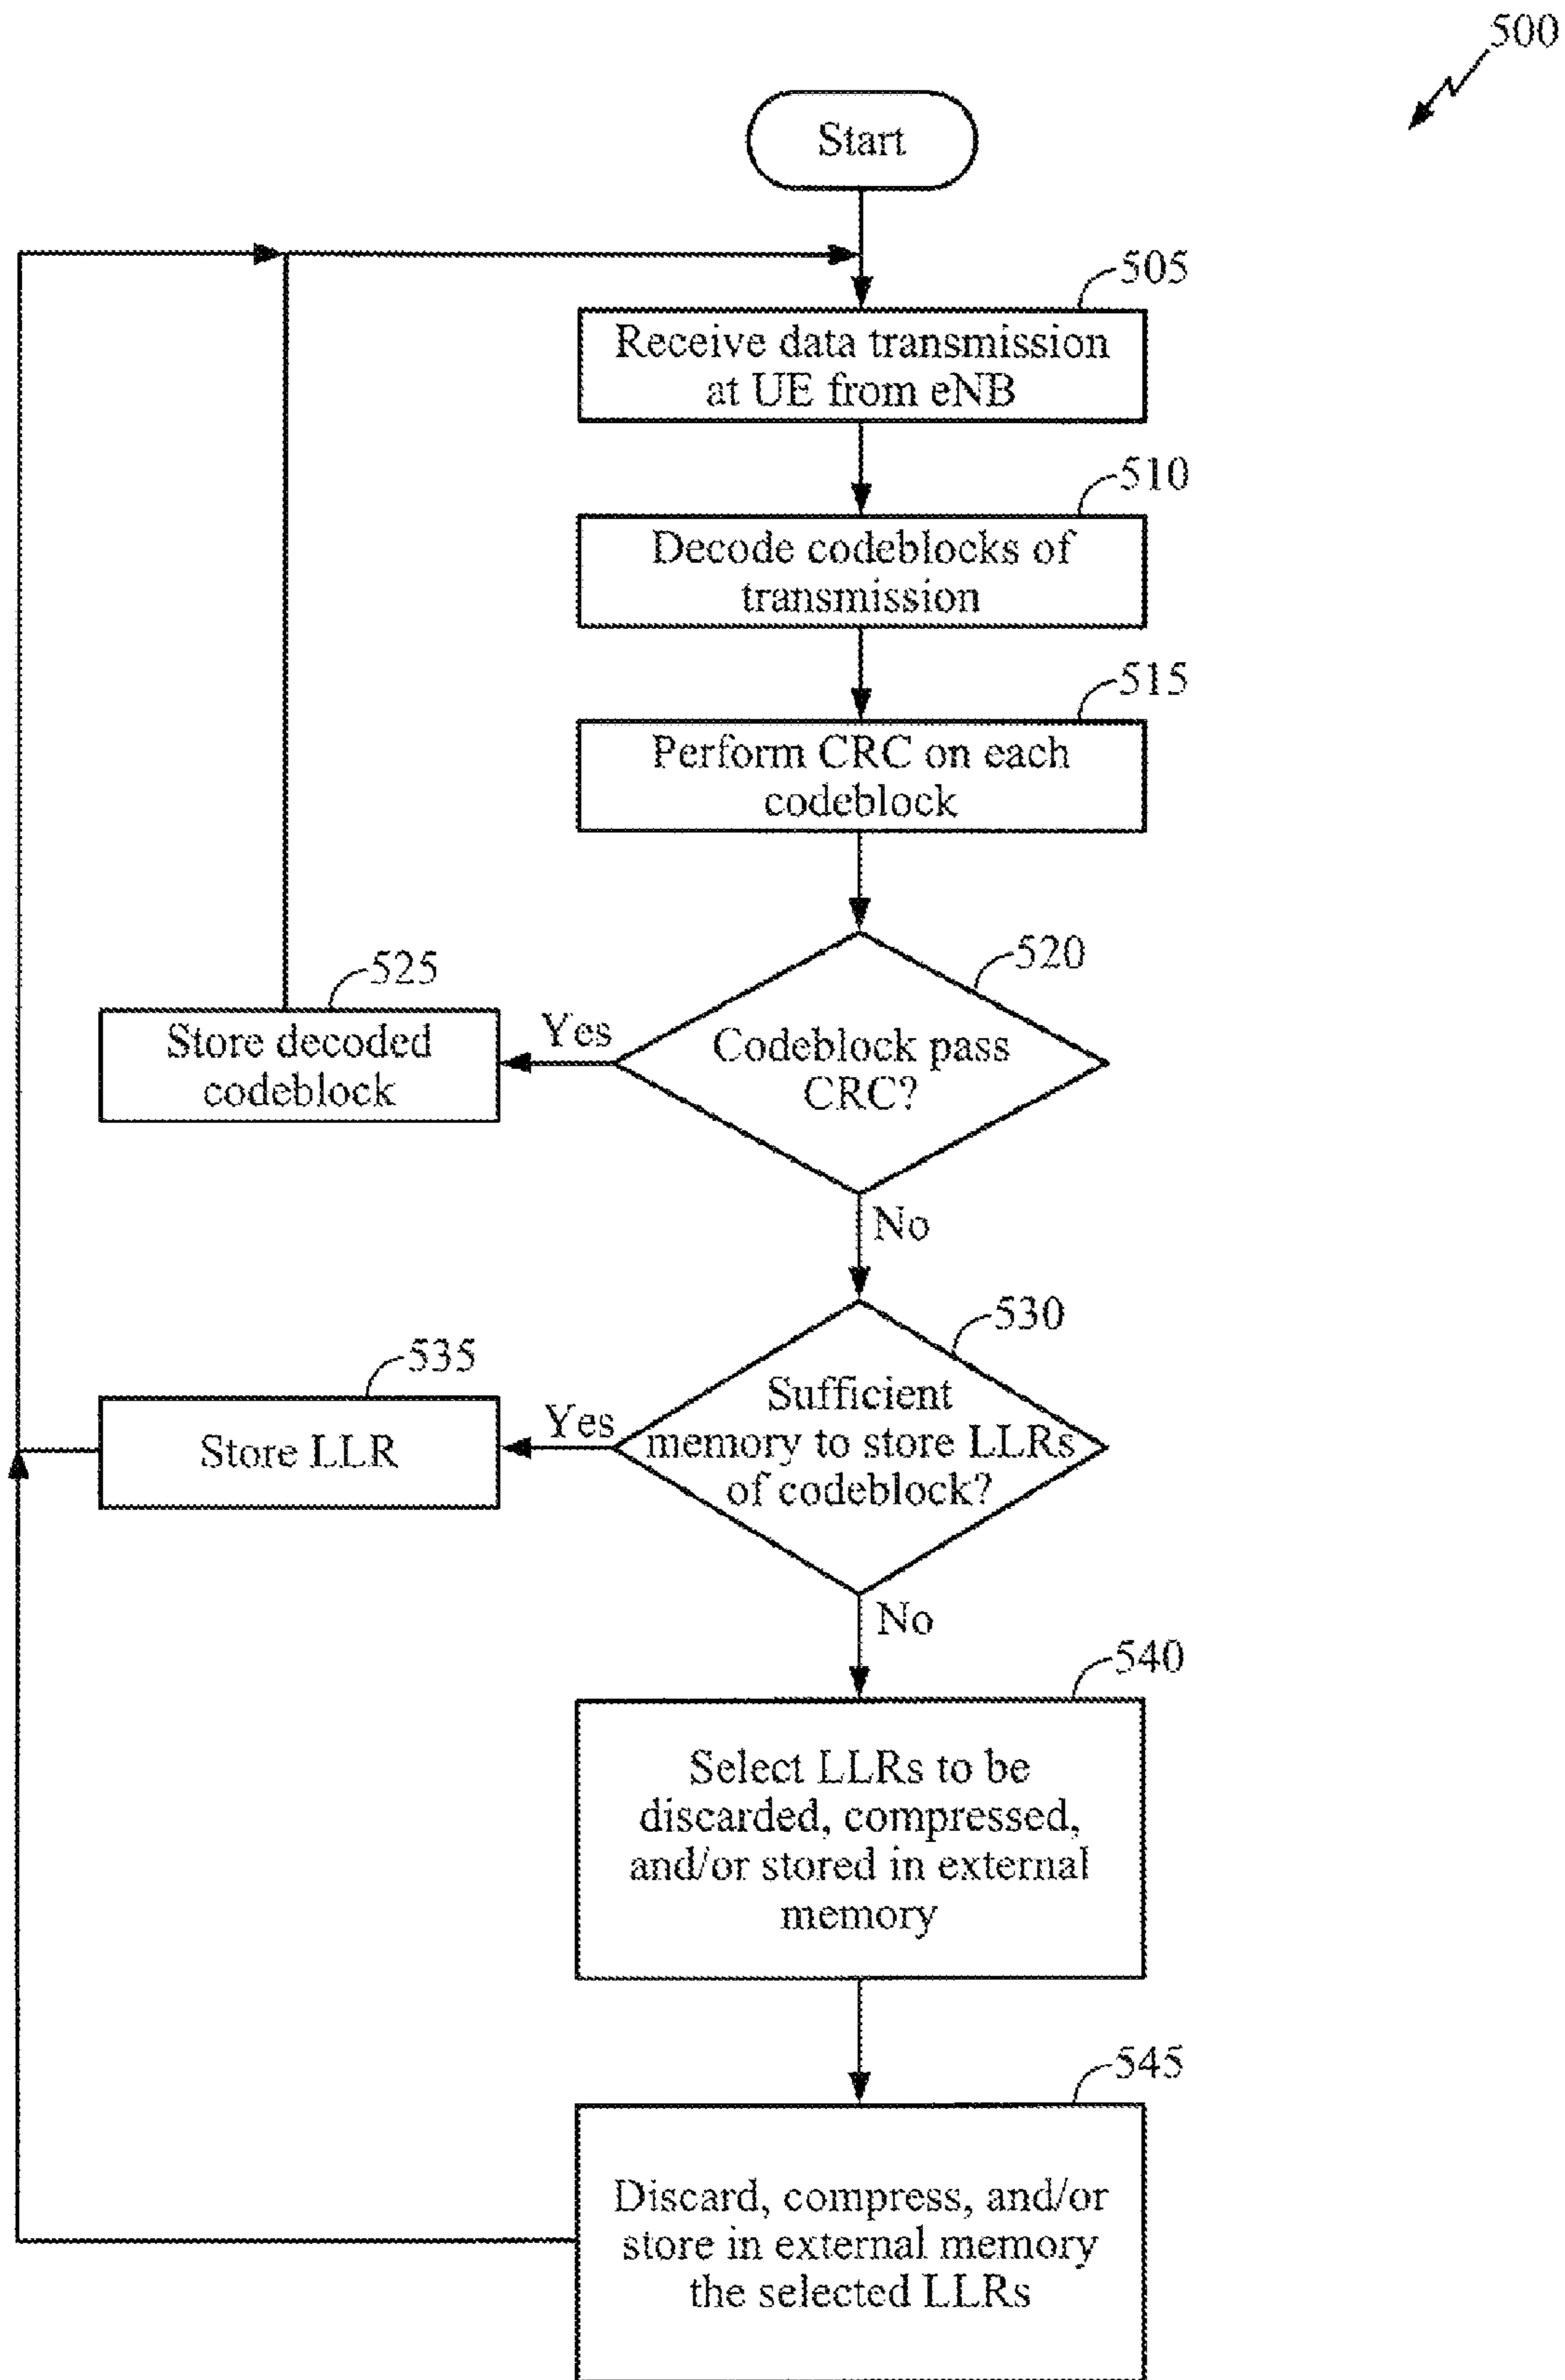 500
Start
505
Receive data transmission
at UE from eNB
510
Decode codeblocks of
transmission
515
Perform CRC on each
codeblock
520
Codeblock pass
CRC?
Yes
525
Store decoded
codeblock
No
530
Sufficient
memory to store LLRs
of codeblock?
Yes
535
Store LLR
No
540
Select LLRs to be
discarded, compressed,
and/or stored in external
memory
545
Discard, compress, and/or
store in external memory
the selected LLRs